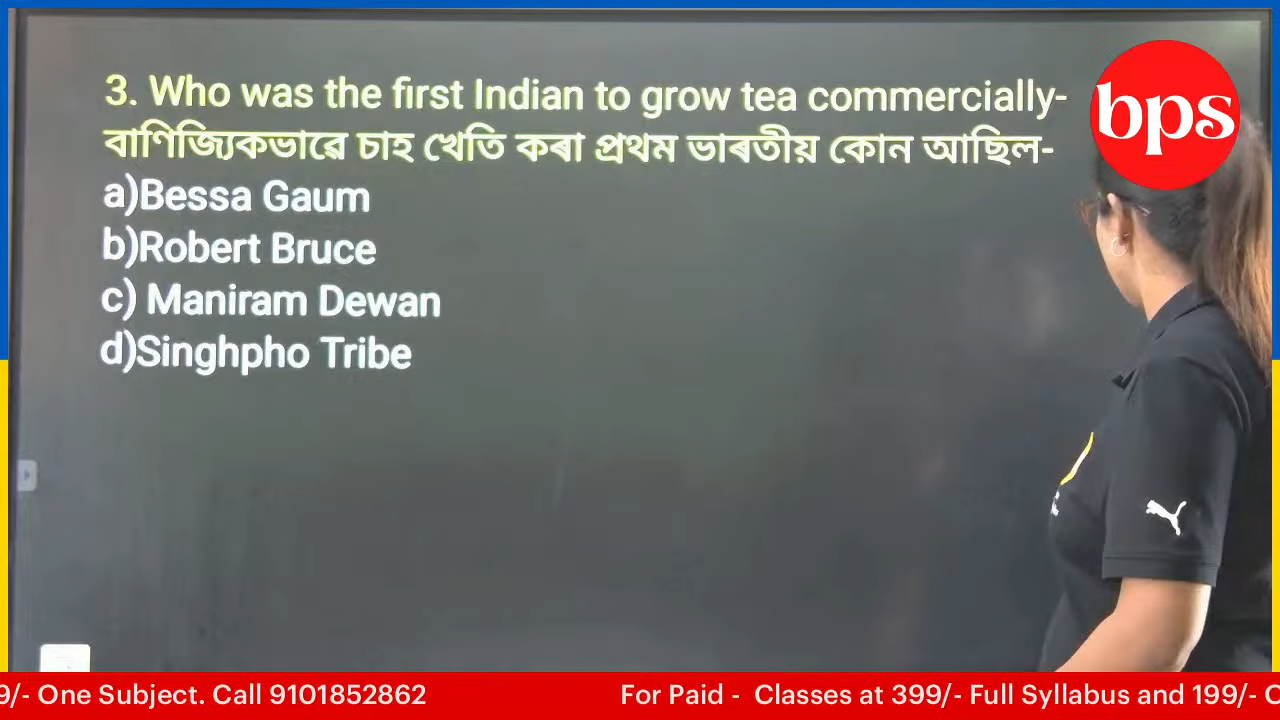 3. Who was the first Indian to grow tea commercially-
বাণিজ্যিকভাৱে চাহ খেতি কৰা প্ৰথম ভাৰতীয় কোন আছিল-
a)Bessa Gaum
b)Robert Bruce
c) Maniram Dewan
d)Singhpho Tribe
bps
9/- One Subject. Call 9101852862
For Paid - Classes at 399/- Full Syllabus and 199/-